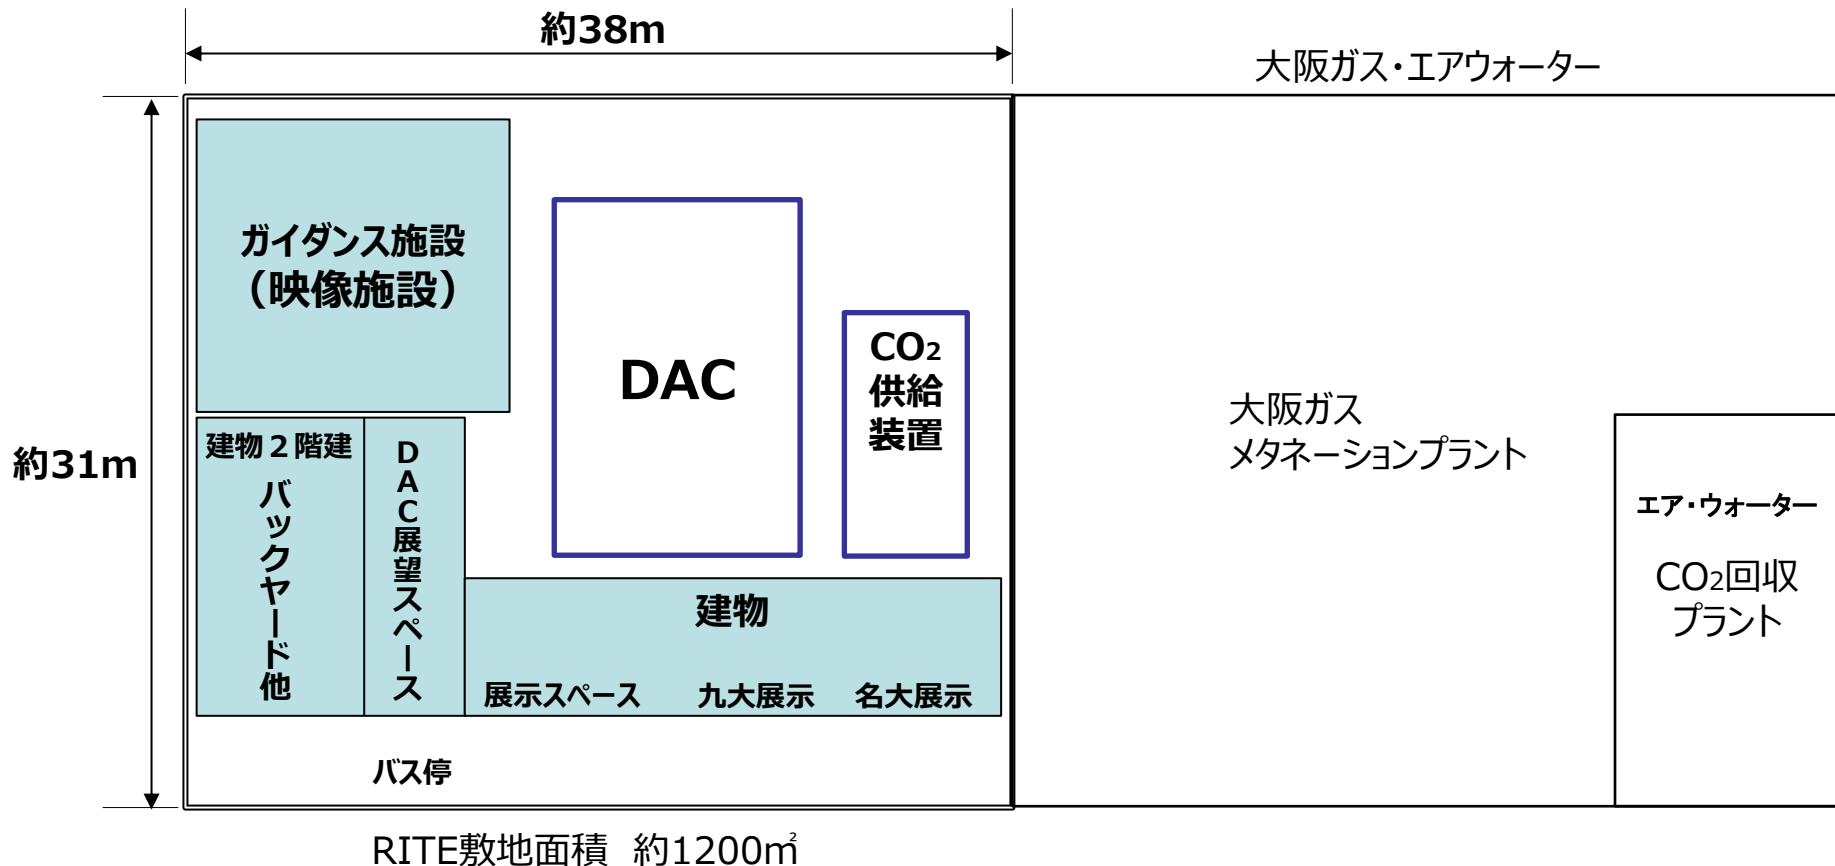 約38m
大阪ガス・エアウォーター
約31m
ガイダンス施設
（映像施設）
DAC
CO₂
供給
装置
建物２階建
バックヤード他
DAC展望スペース
建物
展示スペース
九大展示
名大展示
バス停
大阪ガス
メタネーションプラント
エア・ウォーター
CO₂回収
プラント
RITE敷地面積 約1200㎡